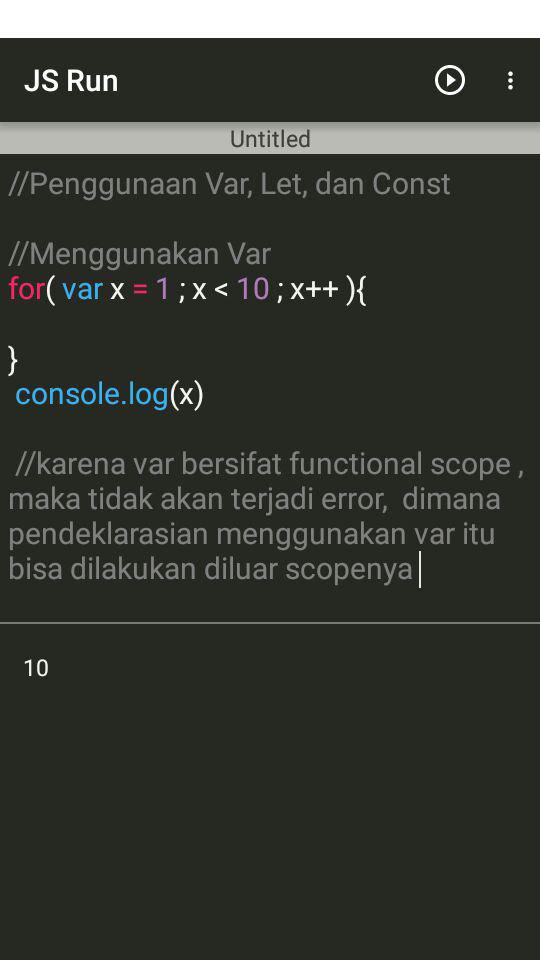 JS Run
Untitled
//Penggunaan Var, Let, dan Const
//Menggunakan Var
for( var x = 1 ; x < 10 ; x++ ){
}
console.log(x)
//karena var bersifat functional scope ,
maka tidak akan terjadi error,  dimana
pendeklarasian menggunakan var itu
bisa dilakukan diluar scopenya
10